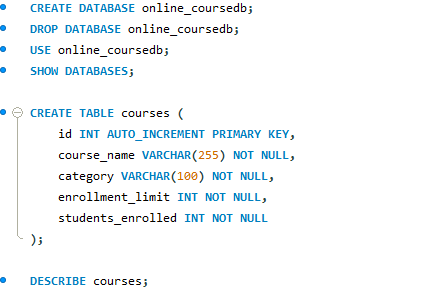 CREATE DATABASE online_coursedb;
DROP DATABASE online_coursedb;
USE online_coursedb;
SHOW DATABASES;
CREATE TABLE courses (
id INT AUTO_INCREMENT PRIMARY KEY,
course_name VARCHAR(255) NOT NULL,
category VARCHAR(100) NOT NULL,
enrollment_limit INT NOT NULL,
students_enrolled INT NOT NULL
);
DESCRIBE courses;